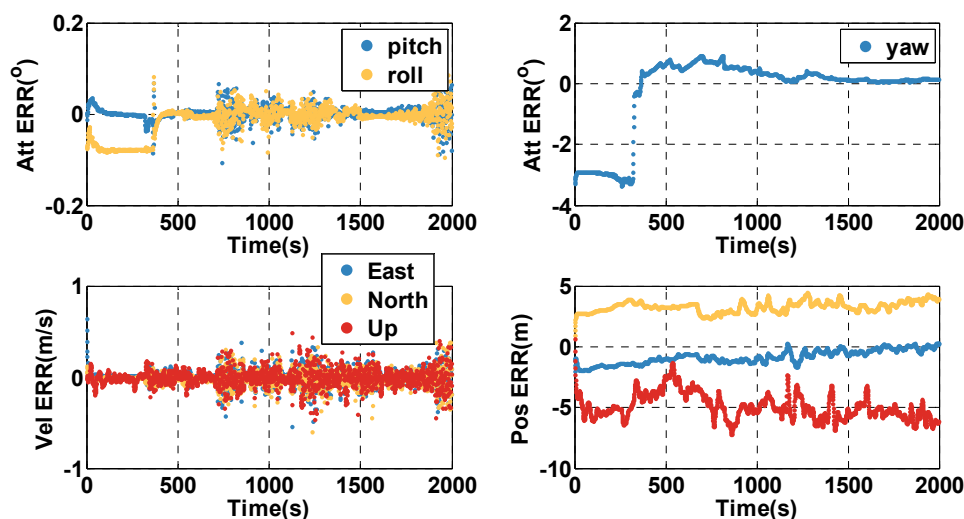 0.2
0
-0.2
Att ERR(º)
pitch
roll
0 500 1000 1500 2000
Time(s)
2
0
-2
-4
Att ERR(º)
yaw
0 500 1000 1500 2000
Time(s)
1
0
-1
Vel ERR(m/s)
East
North
Up
0 500 1000 1500 2000
Time(s)
5
0
-5
-10
Pos ERR(m)
0 500 1000 1500 2000
Time(s)